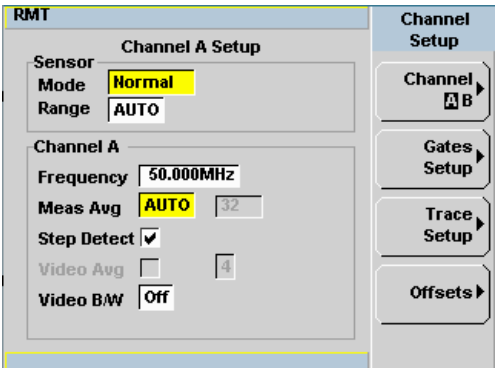 RMT
Channel A Setup
Sensor
Mode Normal
Range AUTO
Channel A
Frequency 50.000MHz
Meas Avg AUTO 32
Step Detect
Video Avg 4
Video B/W Off
Channel
Setup
Channel
A B
Gates
Setup
Trace
Setup
Offsets